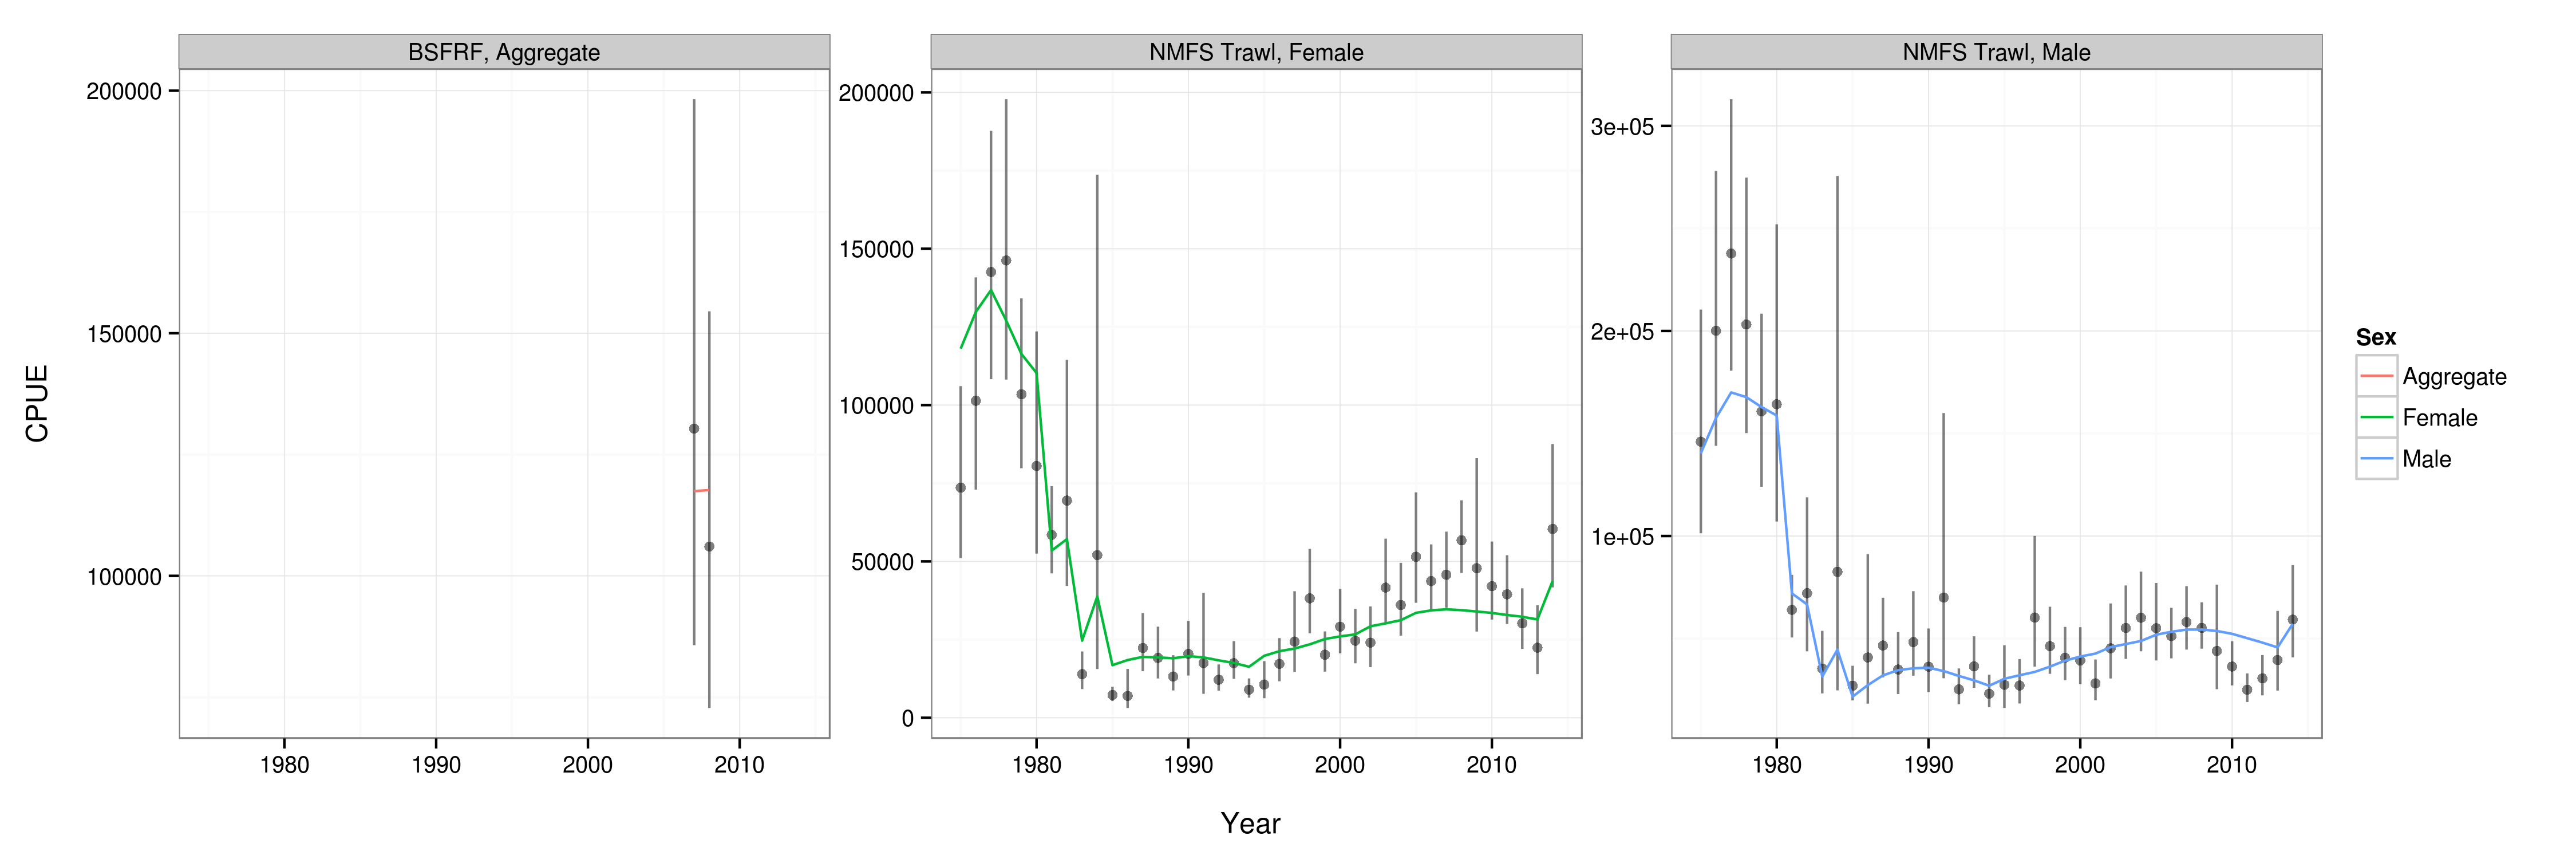 BSFRF, Aggregate
NMFS Trawl, Female
NMFS Trawl, Male
CPUE
200000
150000
100000
200000
150000
100000
50000
0
3e+05
2e+05
1e+05
1980 1990 2000 2010
1980 1990 2000 2010
1980 1990 2000 2010
Year
Sex
Aggregate
Female
Male